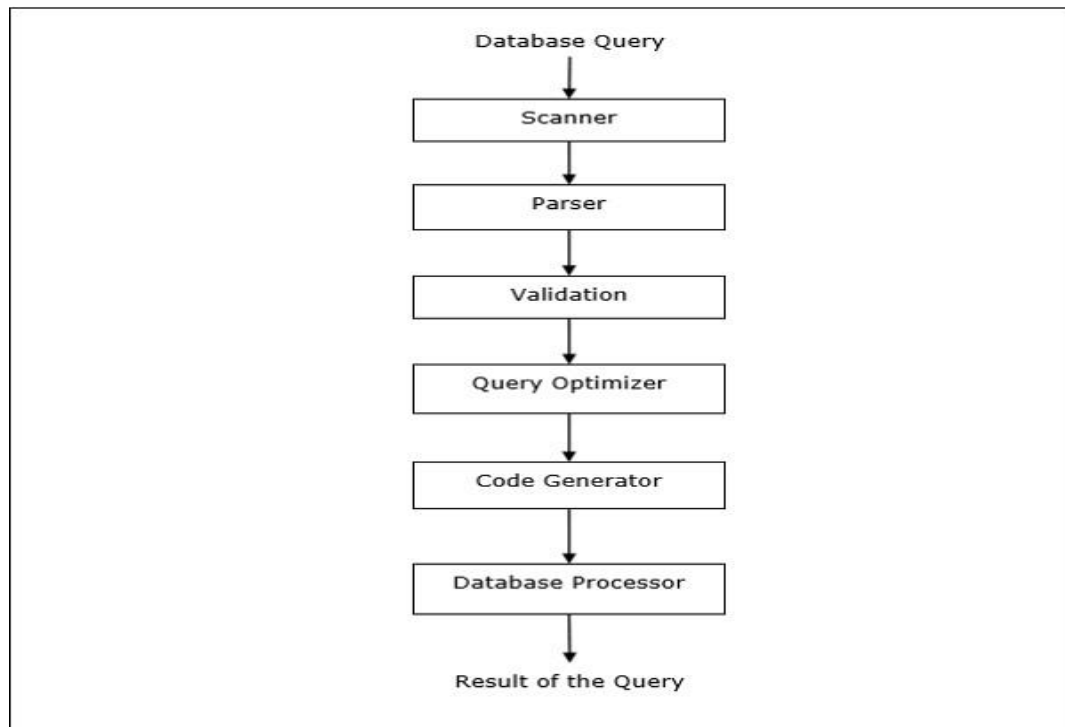 Database Query
Scanner
Parser
Validation
Query Optimizer
Code Generator
Database Processor
Result of the Query